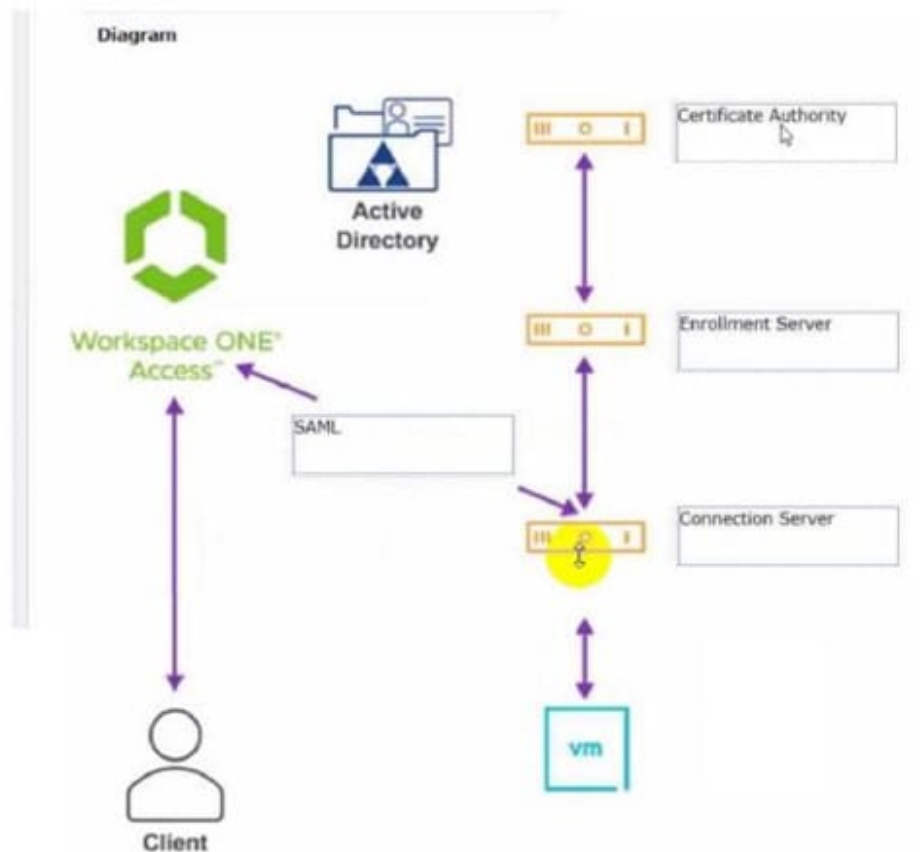 Diagram
Certificate Authority
Active
Directory
Workspace ONE®
Access™
Enrollment Server
SAML
Connection Server
vm
Client